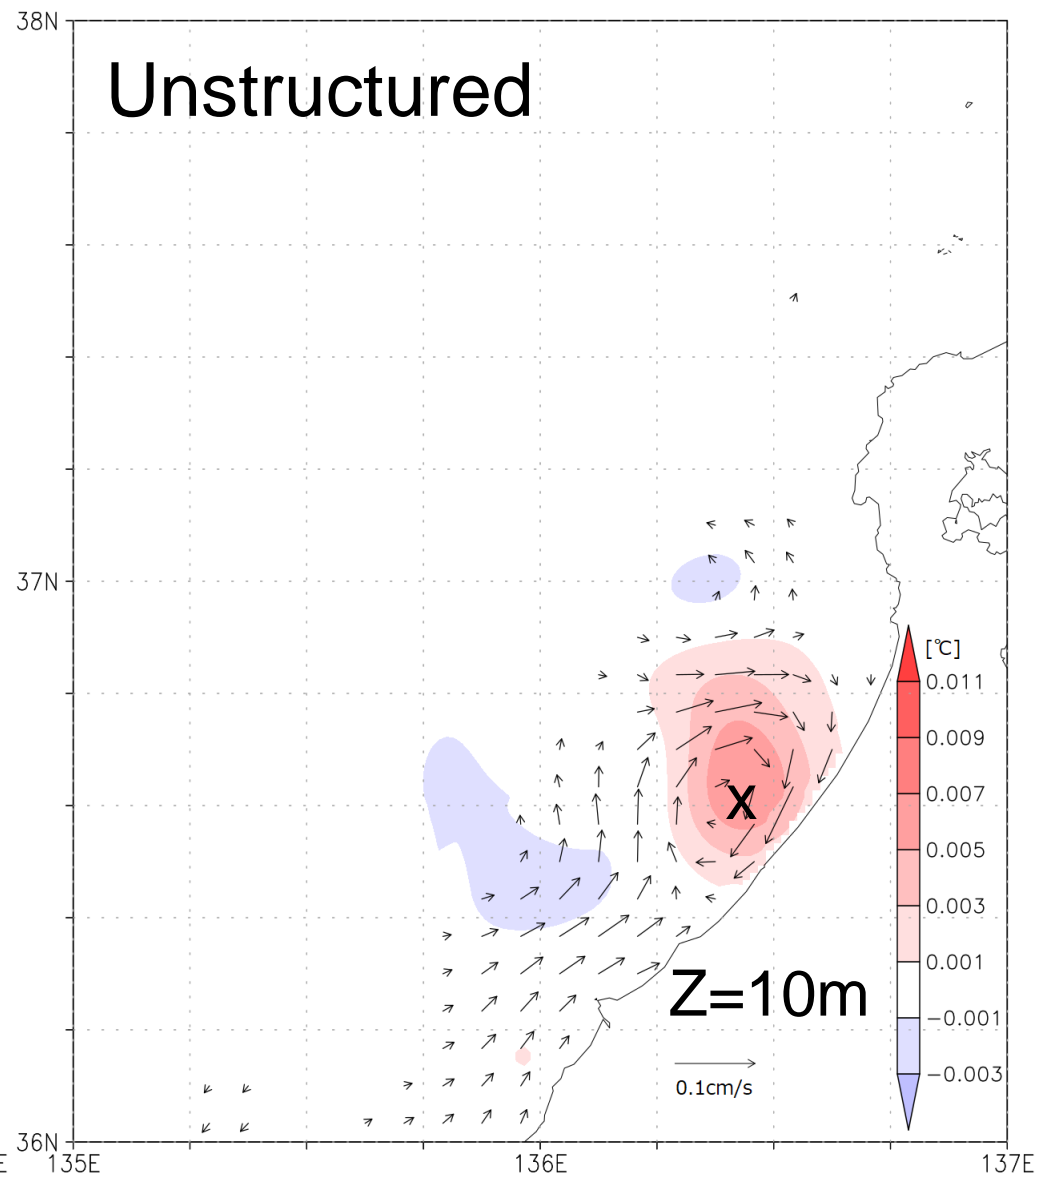 38N
Unstructured
37N
[℃]
0.011
0.009
0.007
X
0.005
0.003
0.001
Z=10m
−0.001
0.1cm/s
−0.003
36N
E 135E 136E 137E